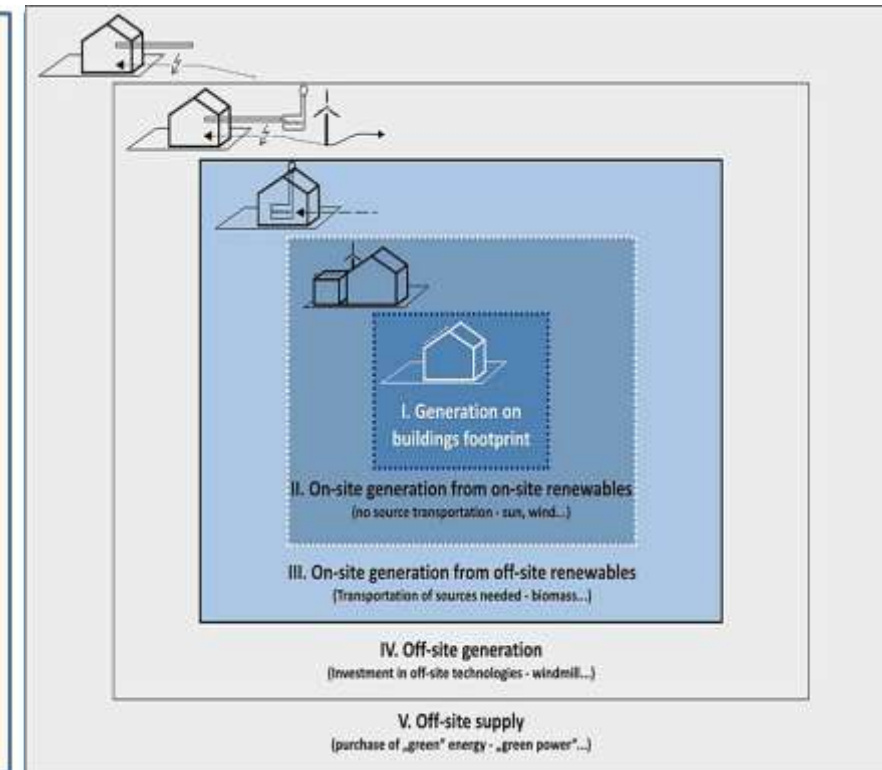 I. Generation on
buildings footprint
II. On-site generation from on-site renewables
(no source transportation - sun, wind...)
III. On-site generation from off-site renewables
(Transportation of sources needed - biomass...)
IV. Off-site generation
(Investment in off-site technologies - windmill...)
V. Off-site supply
(purchase of „green” energy - „green power”...)